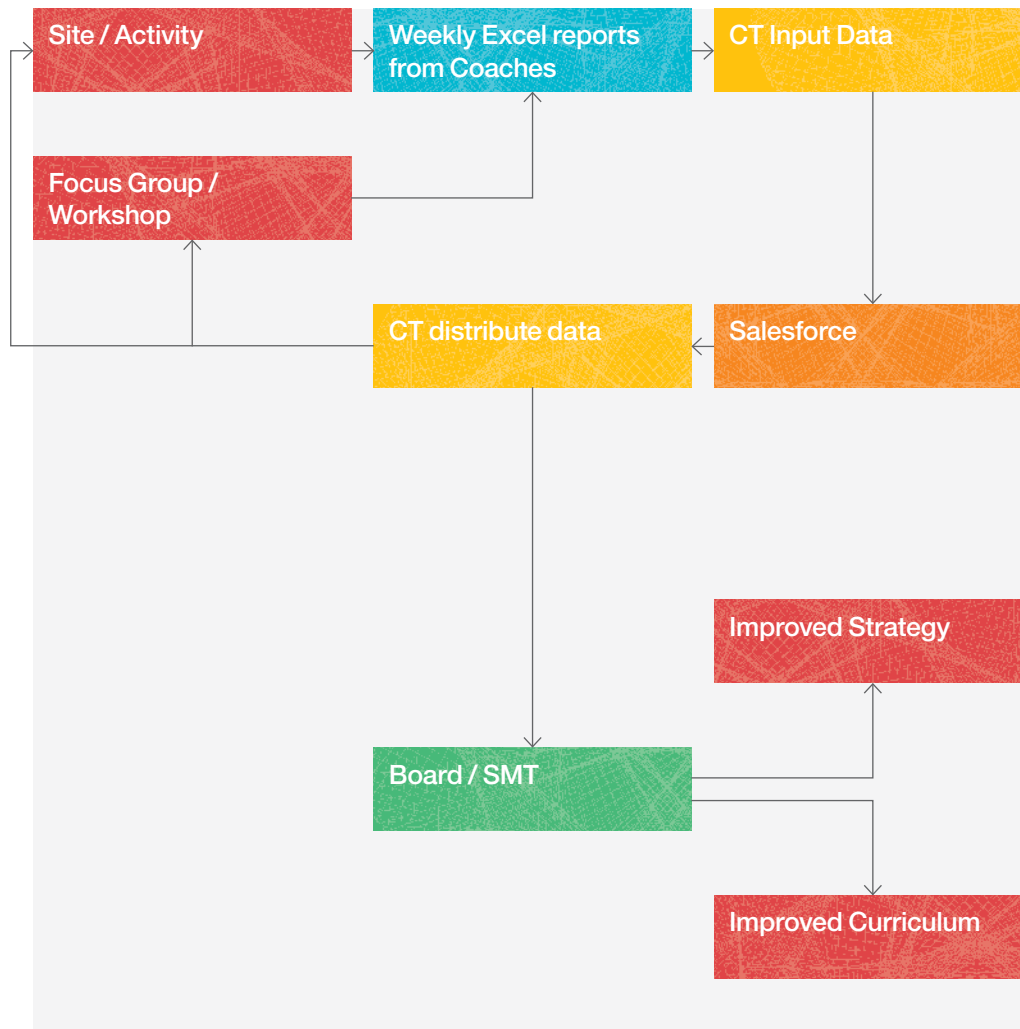 Site / Activity
Weekly Excel reports
from Coaches
CT Input Data
Focus Group /
Workshop
CT distribute data
Salesforce
Improved Strategy
Board / SMT
Improved Curriculum